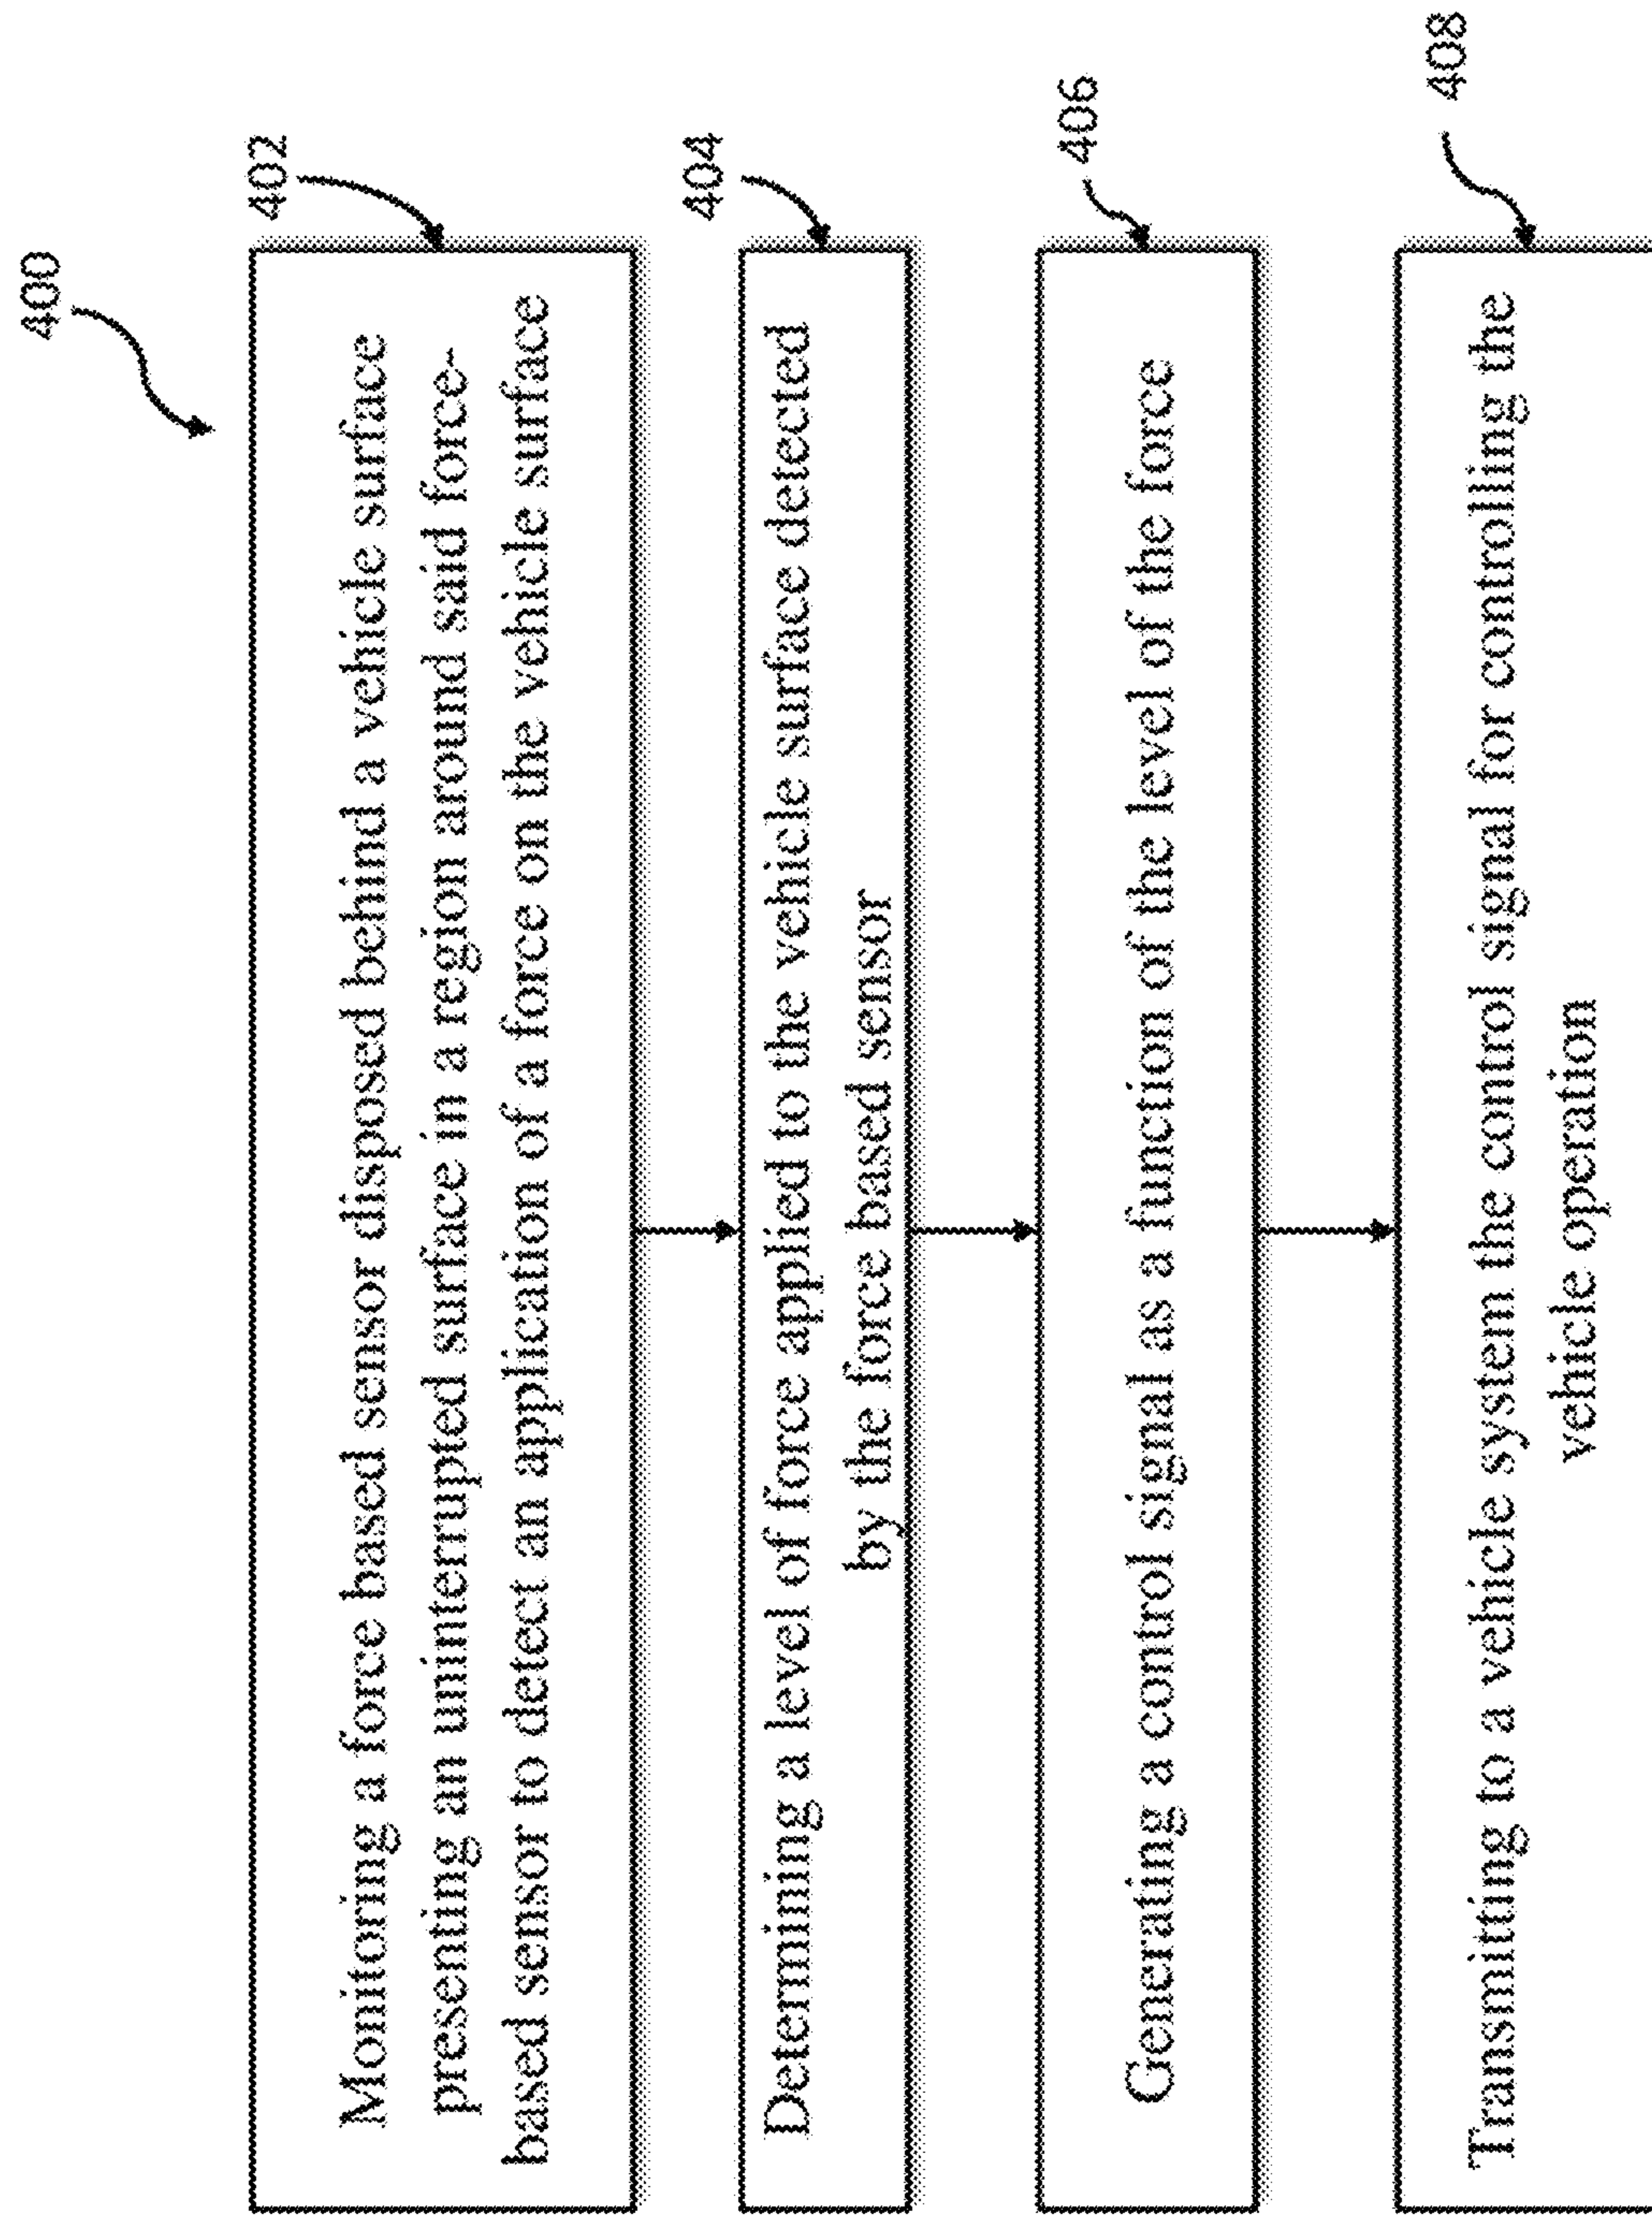 400
402
Monitoring a force based sensor disposed behind a vehicle surface
presenting an uninterrupted surface in a region around said force-
based sensor to detect an application of a force on the vehicle surface
404
Determining a level of force applied to the vehicle surface detected
by the force based sensor
406
Generating a control signal as a function of the level of the force
408
Transmitting to a vehicle system the control signal for controlling the
vehicle operation